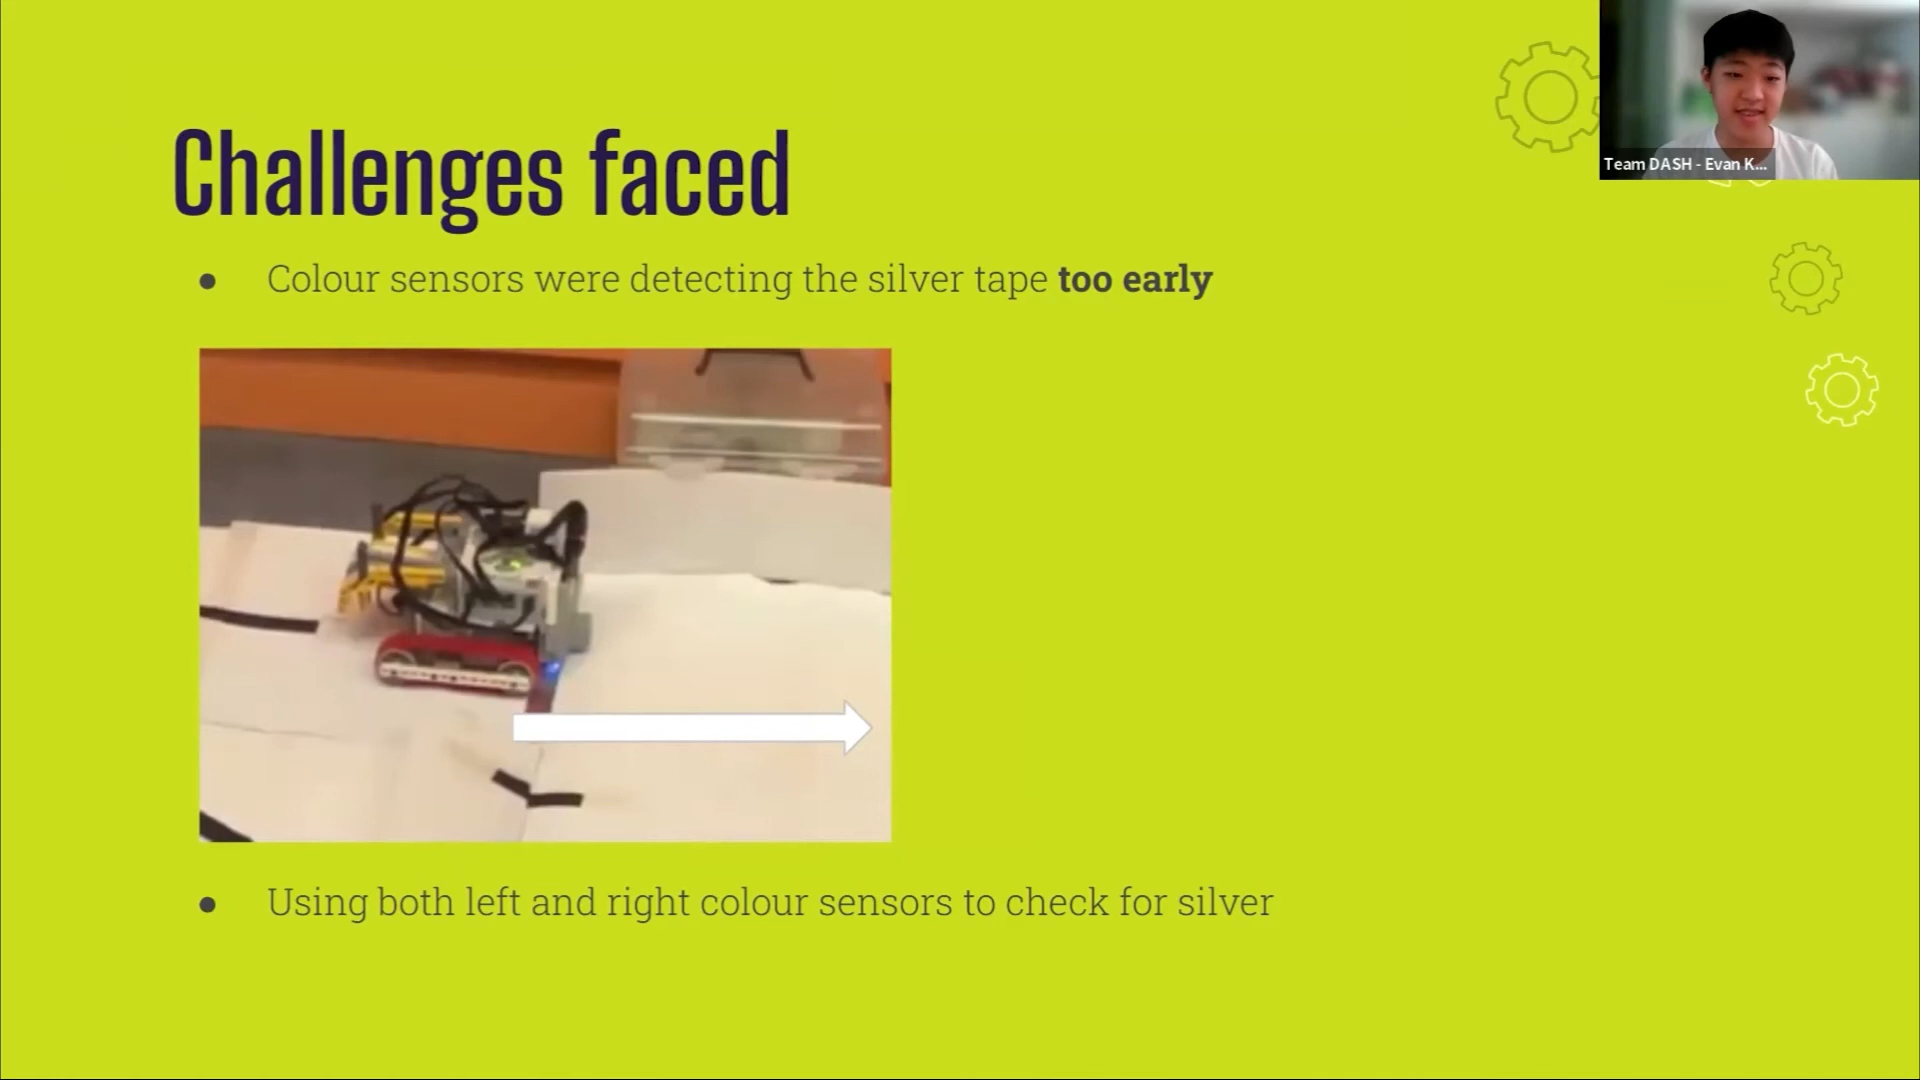 Team DASH - Evan K...
Challenges faced
● Colour sensors were detecting the silver tape too early
● Using both left and right colour sensors to check for silver